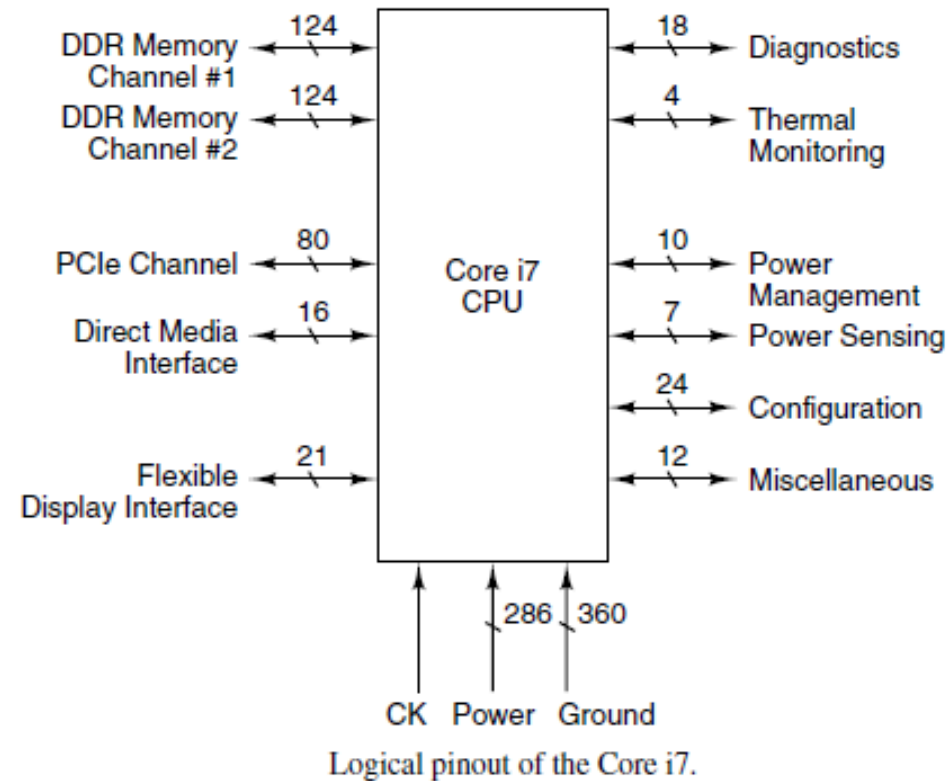 124
DDR Memory
Channel #1
124
DDR Memory
Channel #2
80
PCIe Channel
16
Direct Media
Interface
21
Flexible
Display Interface
Core i7
CPU
18
Diagnostics
4
Thermal
Monitoring
10
Power
Management
7
Power Sensing
24
Configuration
12
Miscellaneous
286 360
CK Power Ground
Logical pinout of the Core i7.